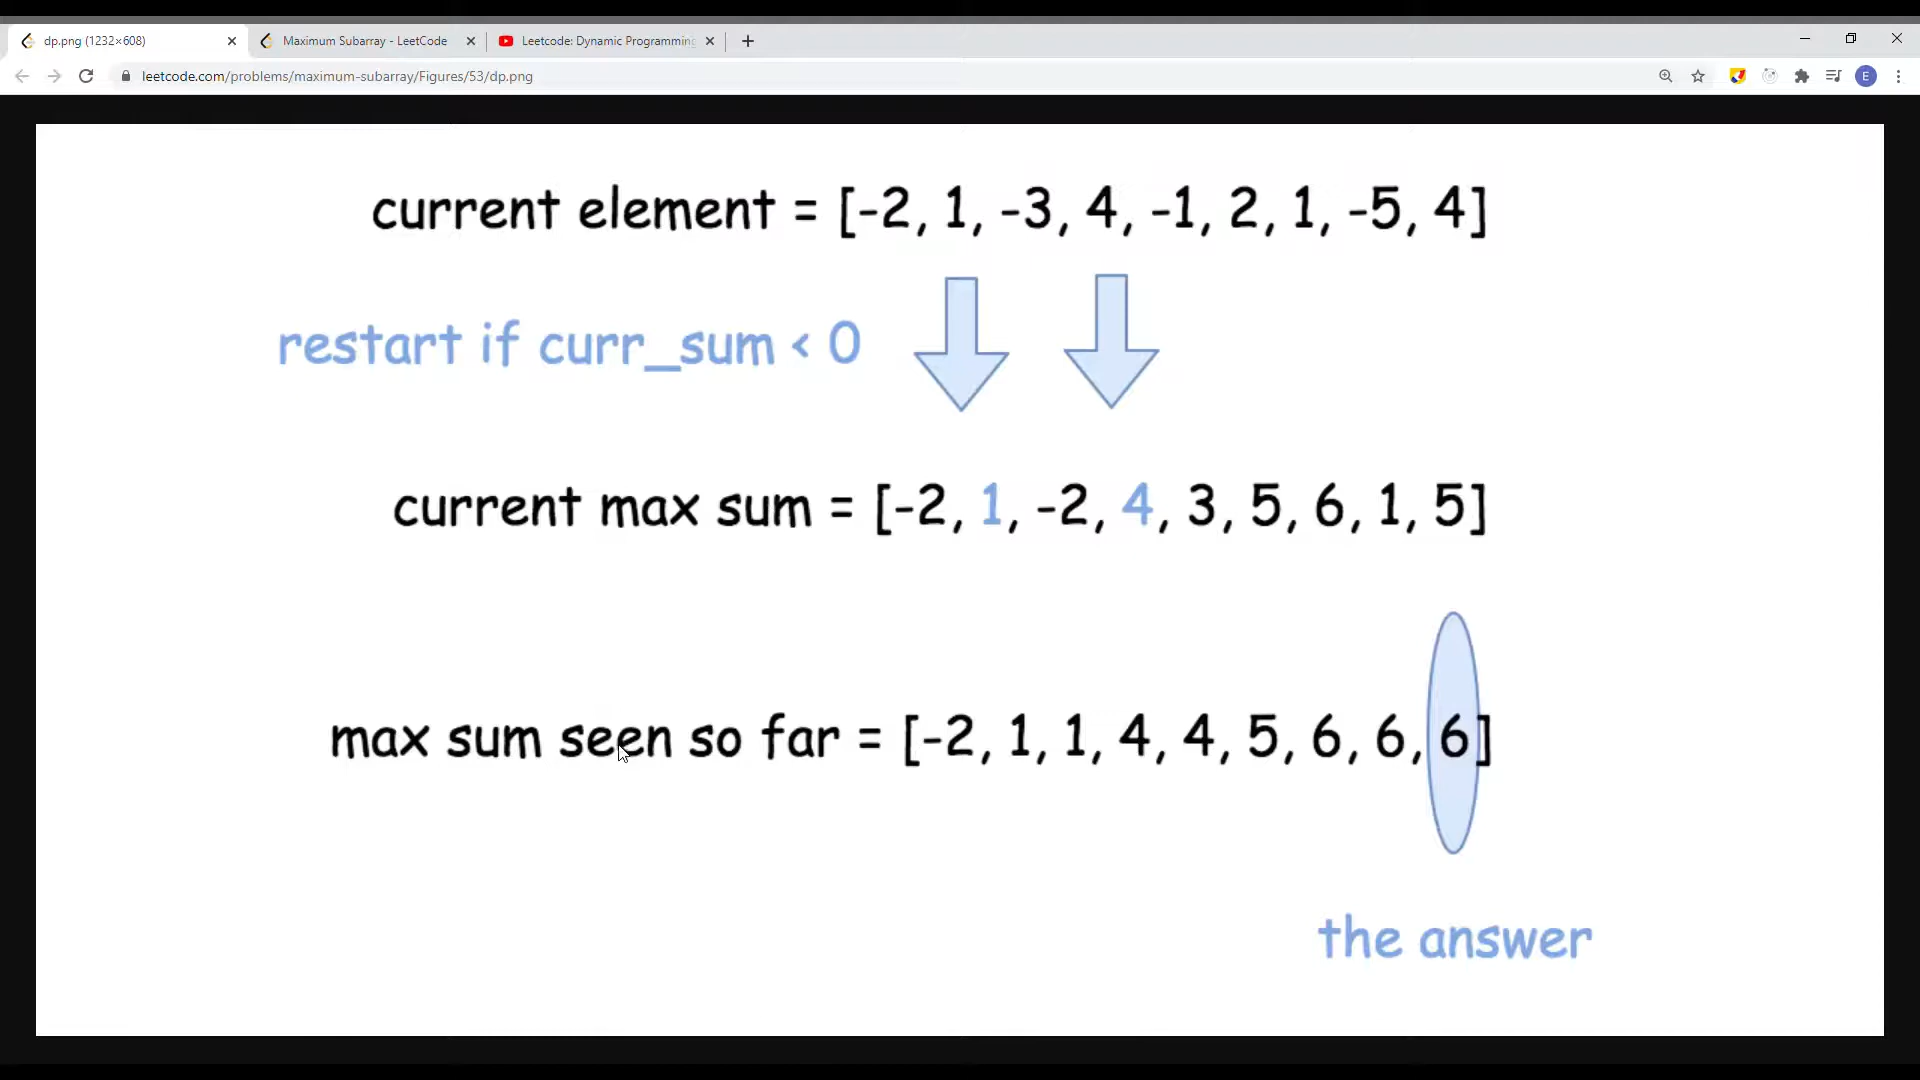 dp.png (1232×608)
Maximum Subarray - LeetCode
Leetcode: Dynamic Programming
leetcode.com/problems/maximum-subarray/Figures/53/dp.png
E
current element = [-2, 1, -3, 4, -1, 2, 1, -5, 4]
restart if curr_sum < 0
current max sum = [-2, 1, -2, 4, 3, 5, 6, 1, 5]
max sum seen so far = [-2, 1, 1, 4, 4, 5, 6, 6, 6]
the answer